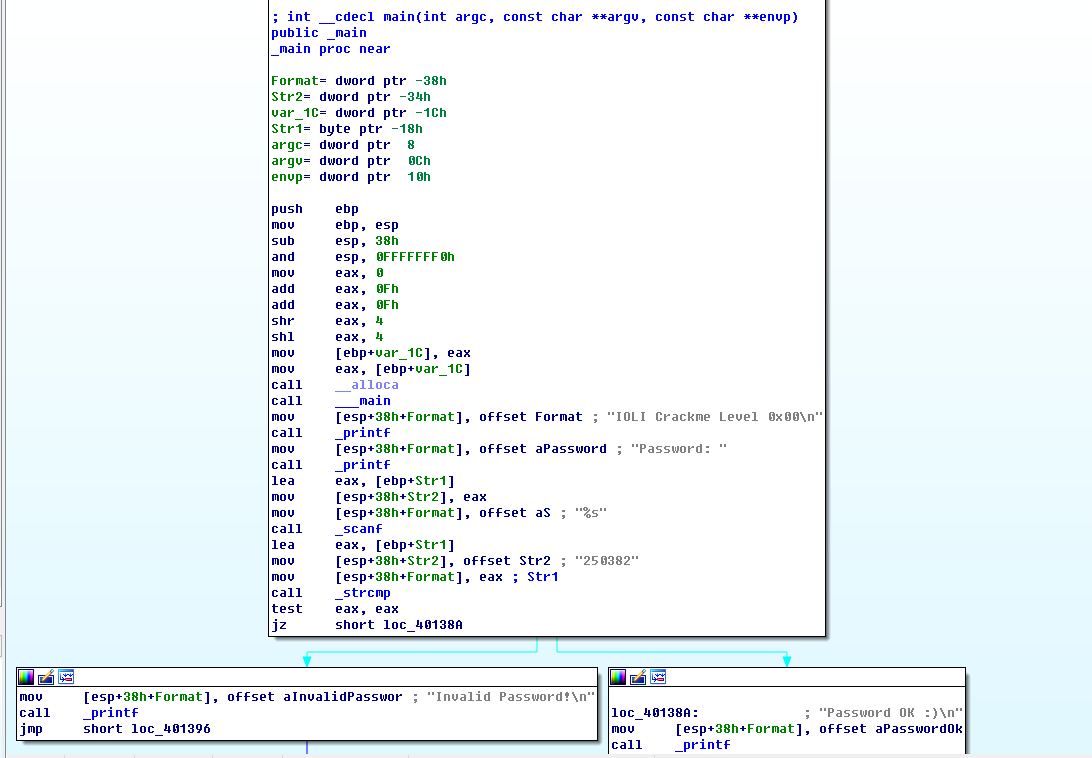 ; int __cdecl main(int argc, const char **argv, const char **envp)
public _main
_main proc near
Format= dword ptr -38h
Str2= dword ptr -34h
var_1C= dword ptr -1Ch
Str1= byte ptr -18h
argc= dword ptr  8
argv= dword ptr  0Ch
envp= dword ptr  10h
push    ebp
mov     ebp, esp
sub     esp, 38h
and     esp, 0FFFFFFF0h
mov     eax, 0
add     eax, 0Fh
add     eax, 0Fh
shr     eax, 4
shl     eax, 4
mov     [ebp+var_1C], eax
mov     eax, [ebp+var_1C]
call    __alloca
call    ___main
mov     [esp+38h+Format], offset Format ; "IOLI Crackme Level 0x00\n"
call    _printf
mov     [esp+38h+Format], offset aPassword ; "Password: "
call    _printf
lea     eax, [ebp+Str1]
mov     [esp+38h+Str2], eax
mov     [esp+38h+Format], offset aS ; "%s"
call    _scanf
lea     eax, [ebp+Str1]
mov     [esp+38h+Str2], offset Str2 ; "250382"
mov     [esp+38h+Format], eax ; Str1
call    _strcmp
test    eax, eax
jz      short loc_40138A
mov     [esp+38h+Format], offset aInvalidPasswor ; "Invalid Password!\n"
call    _printf
jmp     short loc_401396
loc_40138A:             ; "Password OK :)\n"
mov     [esp+38h+Format], offset aPasswordOk
call    _printf